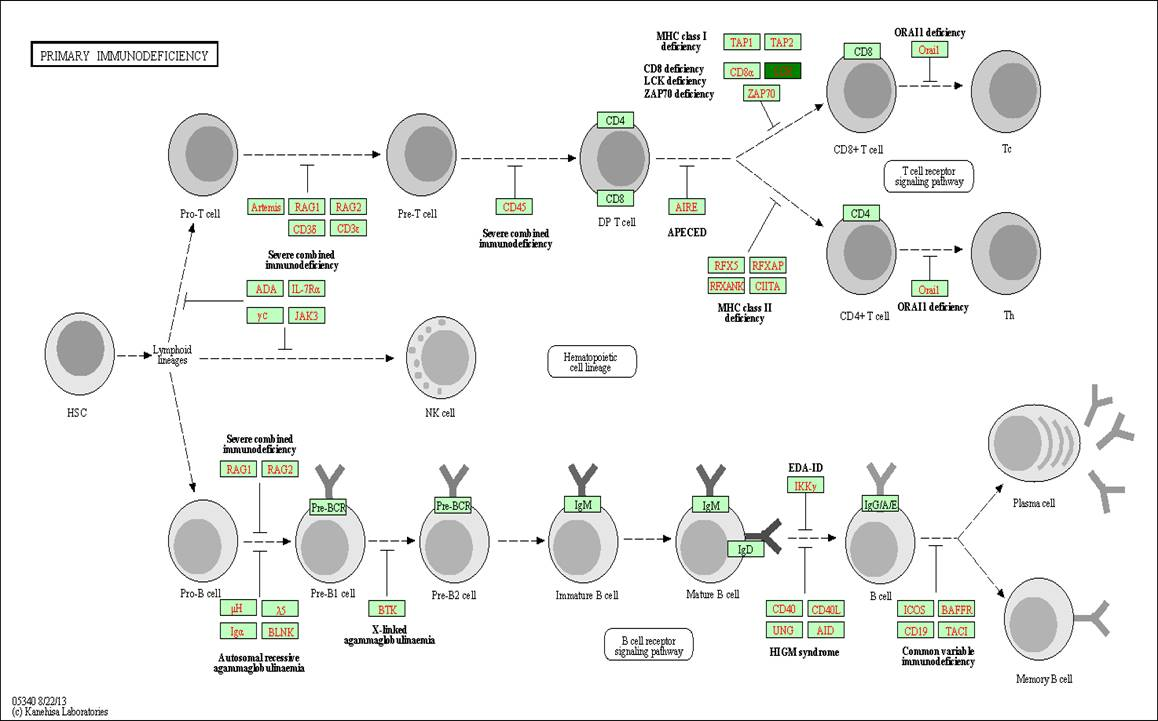 PRIMARY IMMUNODEFICIENCY
MHC class I
deficiency
TAP1 TAP2
CD8 deficiency
LCK deficiency
ZAP70 deficiency
CD8α
ZAP70
ORAI1 deficiency
Orai1
CD8
CD8+ T cell
Tc
T cell receptor
signaling pathway
CD4
CD8
DP T cell
Pro-T cell
Pre-T cell
Artemis RAG1 RAG2
CD3δ CD3ε
Severe combined
immunodeficiency
CD45
Severe combined
immunodeficiency
AIRE
APECED
CD4
CD4+ T cell
Th
RFX5 RFXAP
RFXANK CIITA
MHC class II
deficiency
Orai1
ORAI1 deficiency
ADA IL-7Rα
γc JAK3
HSC
Lymphoid
lineages
NK cell
Hematopoietic
cell lineage
Severe combined
immunodeficiency
RAG1 RAG2
Pre-BCR
Pre-BCR
IgM
IgM
IgD
EDA-ID
IKKγ
IgG/A/E
Plasma cell
Pro-B cell
Pre-B1 cell
Pre-B2 cell
Immature B cell
Mature B cell
B cell
μH λ5
Igα BLNK
Autosomal recessive
agammaglobulinaemia
BTK
X-linked
agammaglobulinaemia
B cell receptor
signaling pathway
CD40 CD40L
UNG AID
HIGM syndrome
ICOS BAFFR
CD19 TACI
Common variable
immunodeficiency
Memory B cell
05340 8/22/13
(c) Kanehisa Laboratories